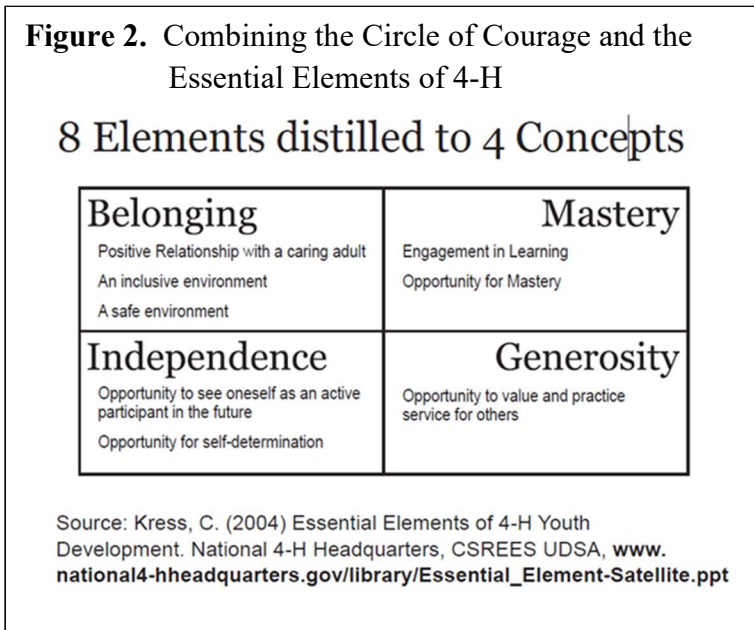 Figure 2. Combining the Circle of Courage and the
Essential Elements of 4-H
8 Elements distilled to 4 Concepts
Belonging
Positive Relationship with a caring adult
An inclusive environment
A safe environment
Mastery
Engagement in Learning
Opportunity for Mastery
Independence
Opportunity to see oneself as an active
participant in the future
Opportunity for self-determination
Generosity
Opportunity to value and practice
service for others
Source: Kress, C. (2004) Essential Elements of 4-H Youth
Development. National 4-H Headquarters, CSREES UDSA, www.
national4-hheadquarters.gov/library/Essential_Element-Satellite.ppt